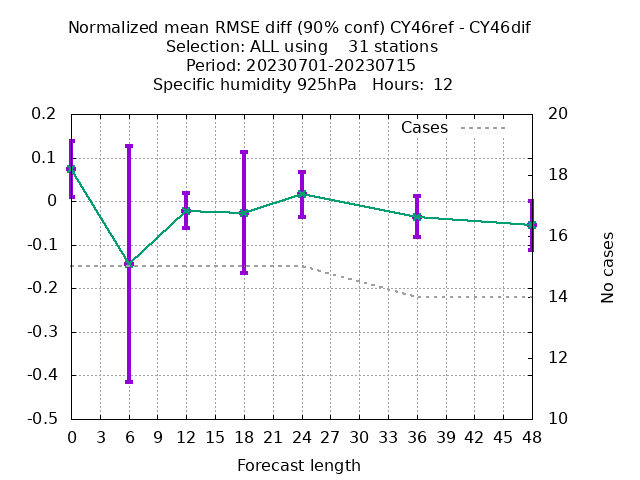 Normalized mean RMSE diff (90% conf) CY46ref - CY46dif
Selection: ALL using    31 stations
Period: 20230701-20230715
Specific humidity 925hPa   Hours:  12
Cases
0.2
0.1
0
-0.1
-0.2
-0.3
-0.4
-0.5
20
18
16
14
12
10
No cases
0 3 6 9 12 15 18 21 24 27 30 33 36 39 42 45 48
Forecast length